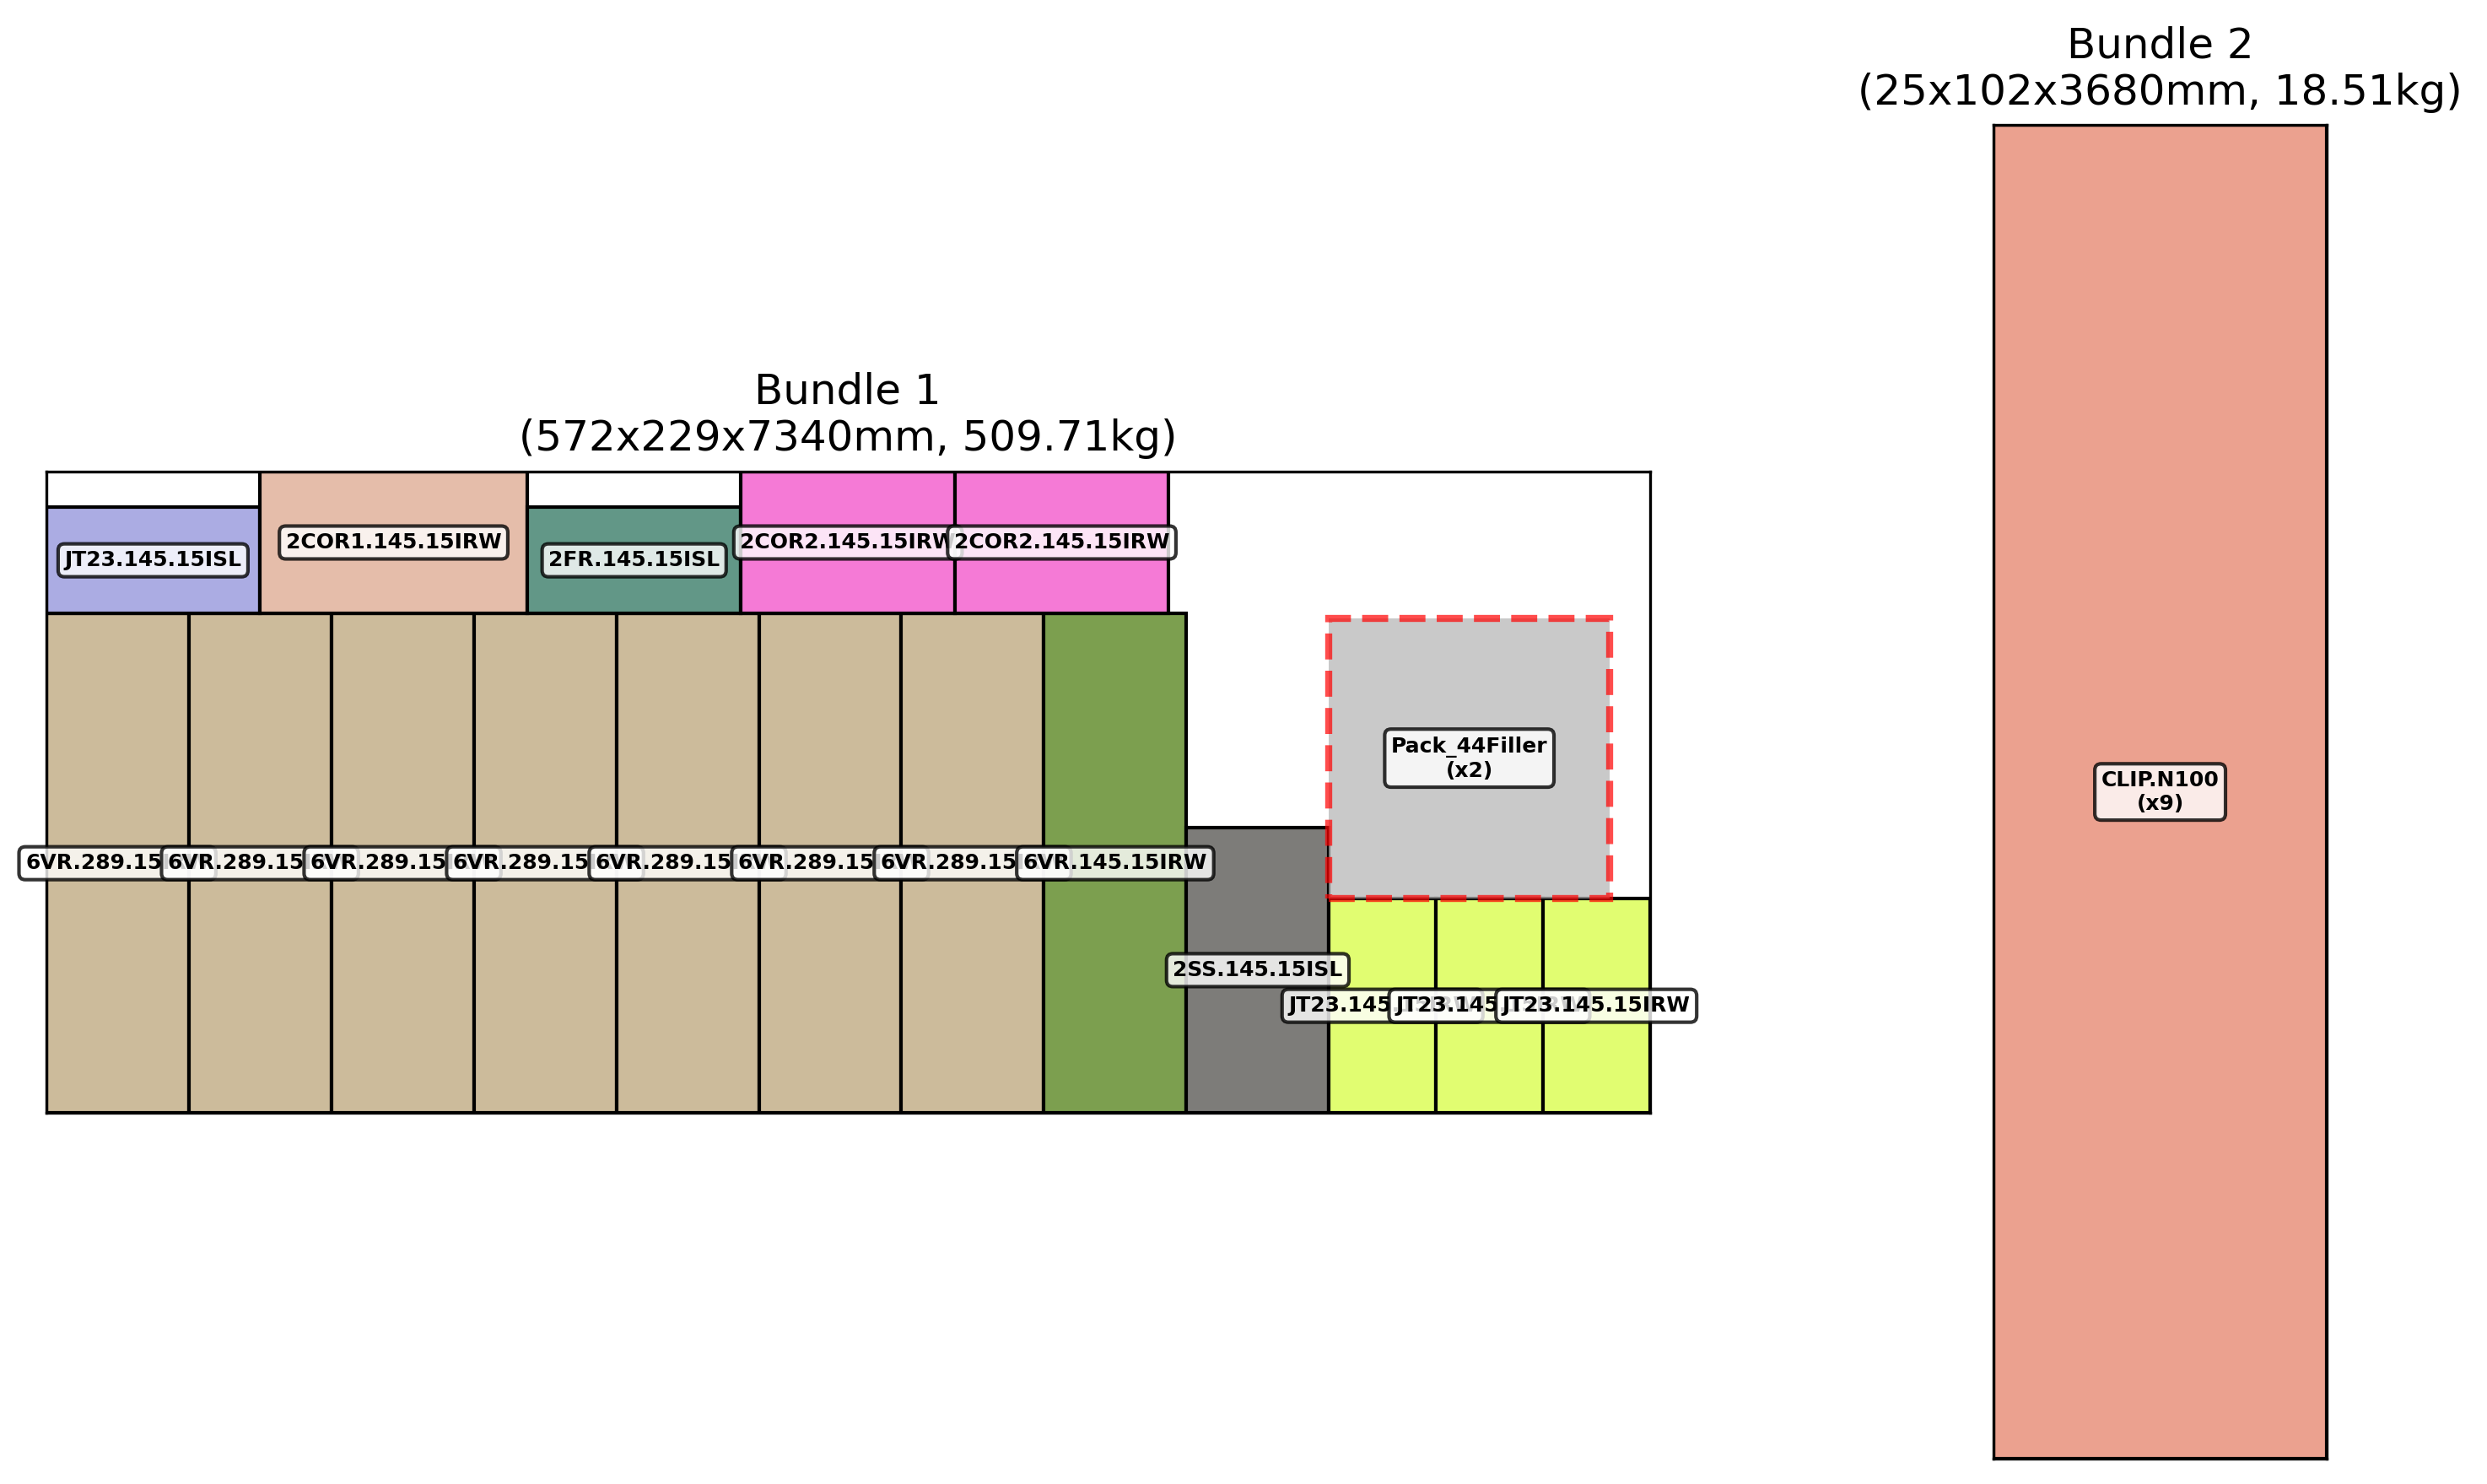 Bundle 2
(25x102x3680mm, 18.51kg)
Bundle 1
(572x229x7340mm, 509.71kg)
JT23.145.15ISL
2COR1.145.15IRW
2FR.145.15ISL
2COR2.145.15IRW
2COR2.145.15IRW
Pack_44Filler
(x2)
CLIP.N100
(x9)
6VR.289.15
6VR.289.15
6VR.289.15
6VR.289.15
6VR.289.15
6VR.289.15
6VR.289.15
6VR.145.15IRW
2SS.145.15ISL
JT23.145
JT23.145
JT23.145.15IRW